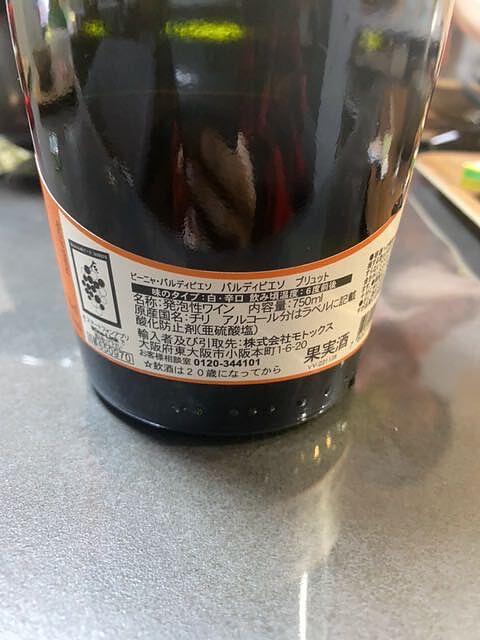 ビーニャ・バルディビエソ バルディビエソ ブリュット
味のタイプ:白・辛口 飲み頃温度:6度前後
名称:発泡性ワイン 内容量:750ml
原産国名:チリ アルコール分はラベルに記載
酸化防止剤(亜硫酸塩)
輸入者及び引取先:株式会社モトックス
大阪府東大阪市小阪本町1-6-20
お客様相談室 0120-344101
☆飲酒は20歳になってから
果実酒